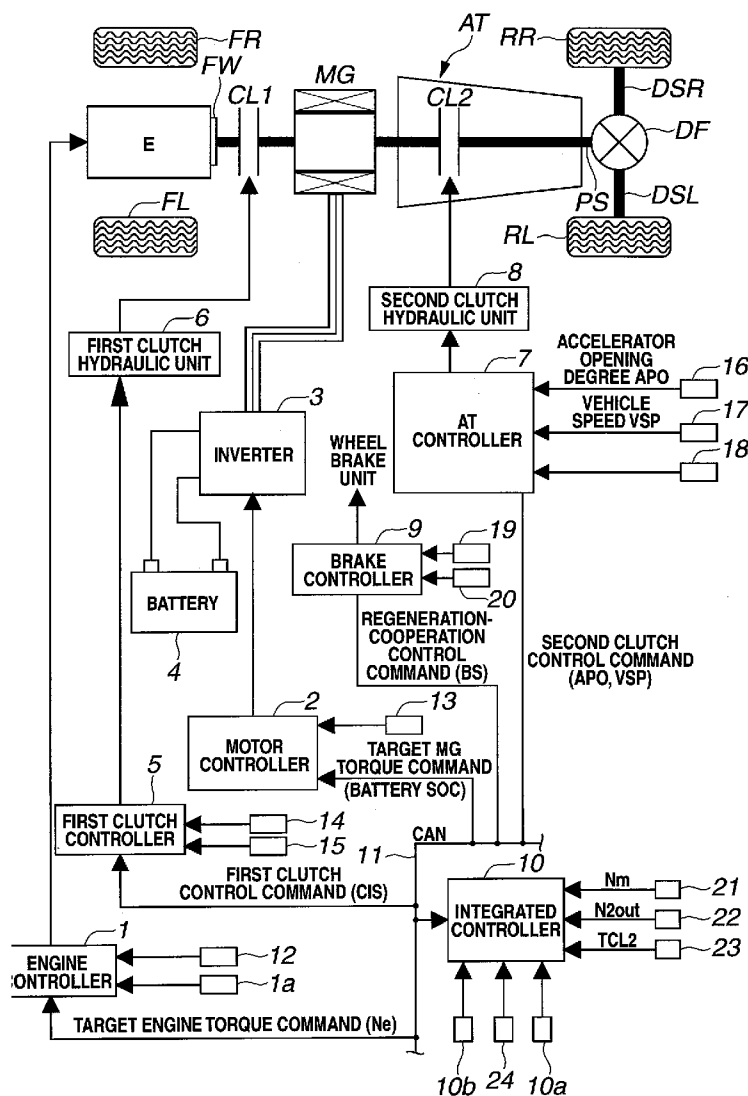 FR
FW
CL1
MG
AT
CL2
RR
DSR
DF
E
FL
PS
DSL
RL
8
SECOND CLUTCH
HYDRAULIC UNIT
6
FIRST CLUTCH
HYDRAULIC UNIT
7
AT
CONTROLLER
ACCELERATOR
OPENING
DEGREE APO
16
VEHICLE
SPEED VSP
17
18
3
INVERTER
WHEEL
BRAKE
UNIT
9
BRAKE
CONTROLLER
19
20
BATTERY
4
REGENERATION-
COOPERATION
CONTROL
COMMAND (BS)
SECOND CLUTCH
CONTROL COMMAND
(APO, VSP)
2
MOTOR
CONTROLLER
13
TARGET MG
TORQUE COMMAND
(BATTERY SOC)
5
FIRST CLUTCH
CONTROLLER
14
15
CAN
11
FIRST CLUTCH
CONTROL COMMAND (CIS)
10
INTEGRATED
CONTROLLER
Nm
21
N2out
22
TCL2
23
1
ENGINE
CONTROLLER
12
1a
TARGET ENGINE TORQUE COMMAND (Ne)
10b
24
10a